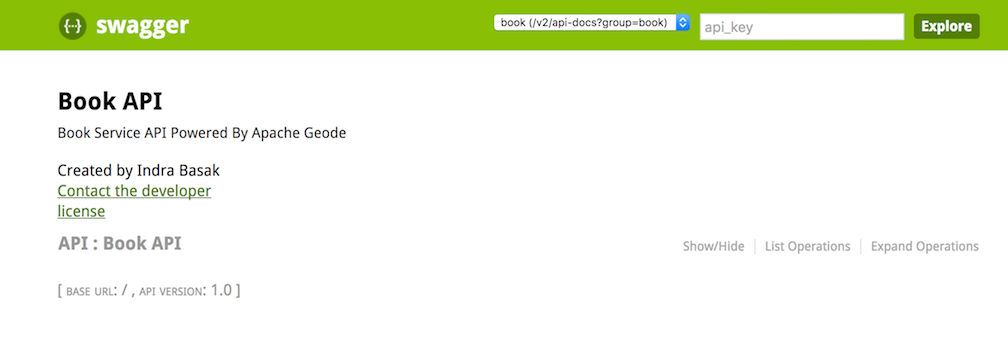 {···} swagger book (/v2/api-docs?group=book) api_key Explore
Book API
Book Service API Powered By Apache Geode
Created by Indra Basak
Contact the developer
license
API : Book API Show/Hide List Operations Expand Operations
[ BASE URL: / , API VERSION: 1.0 ]